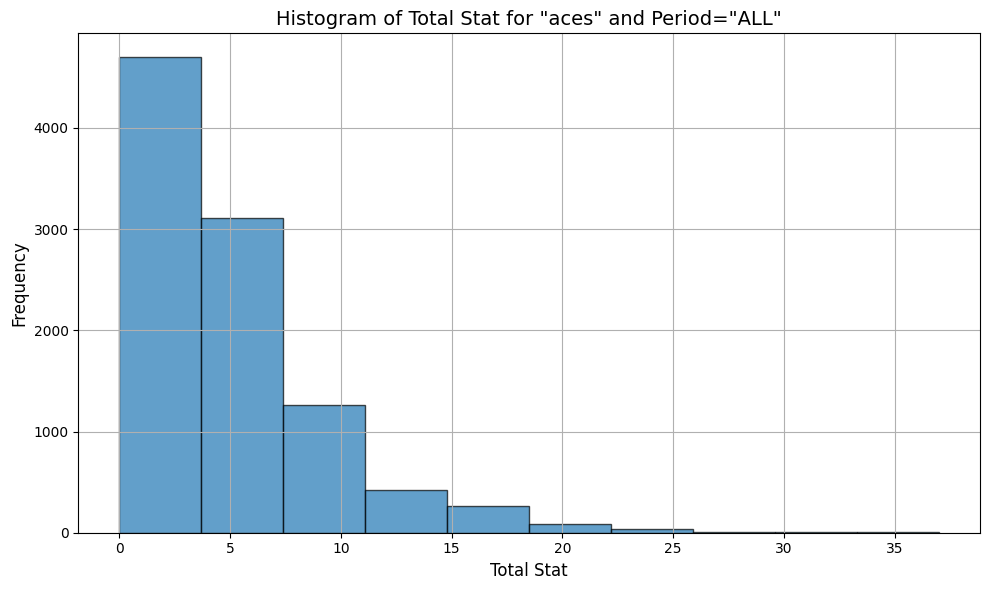 Histogram of Total Stat for "aces" and Period="ALL"
Frequency
4000
3000
2000
1000
0
0 5 10 15 20 25 30 35
Total Stat